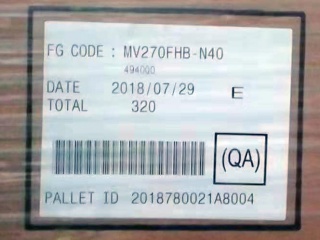 FG CODE : MV270FHB-N40
494000
DATE 2018/07/29 E
TOTAL 320
(QA)
PALLET ID 2018780021A8004